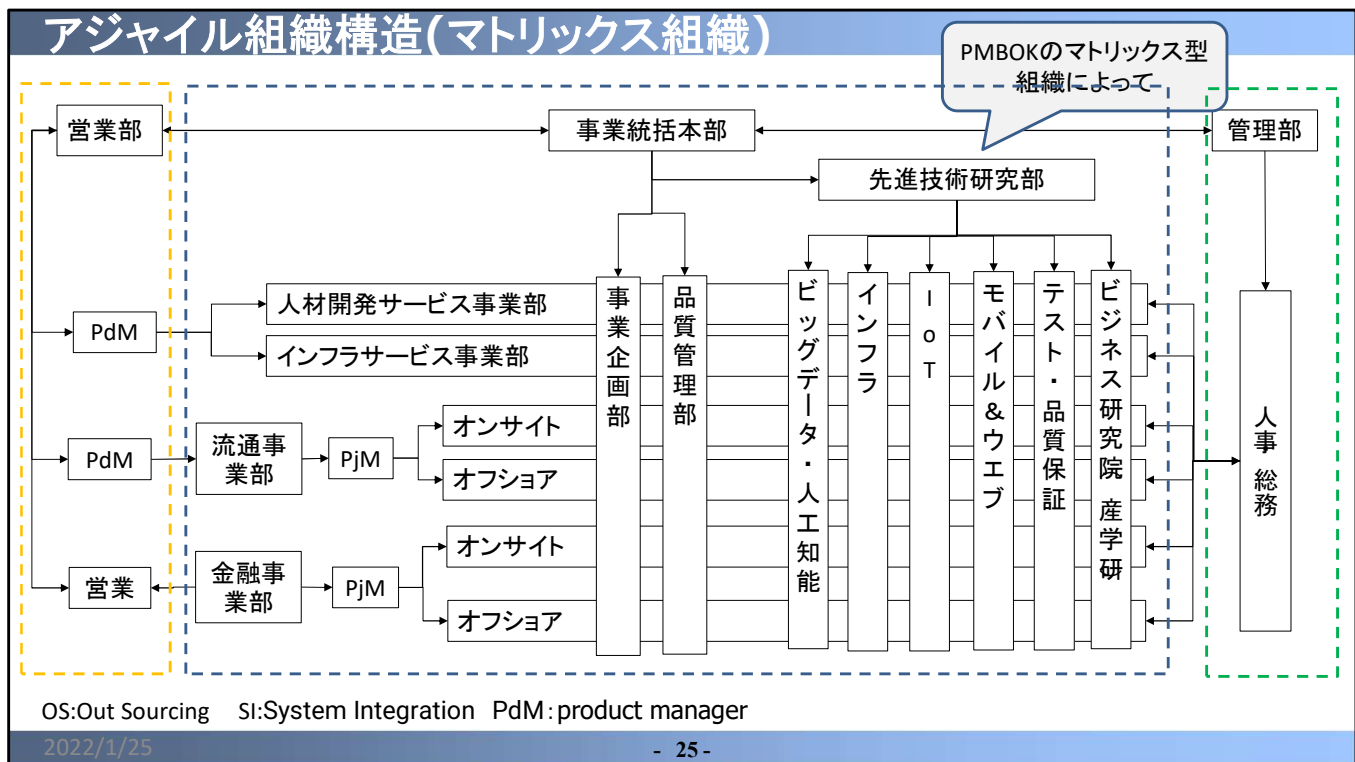 アジャイル組織構造(マトリックス組織)
PMBOKのマトリックス型
組織によって
営業部
事業統括本部
管理部
先進技術研究部
事業企画部
品質管理部
ビッグデータ・人工知能
インフラ
IoT
モバイル&ウエブ
テスト・品質保証
ビジネス研究院 産学研
人材開発サービス事業部
PdM
インフラサービス事業部
人事・総務
オンサイト
PdM
流通事
業部
PjM
オフショア
オンサイト
営業
金融事
業部
PjM
オフショア
OS:Out Sourcing SI:System Integration PdM:product manager
2022/1/25
- 25 -